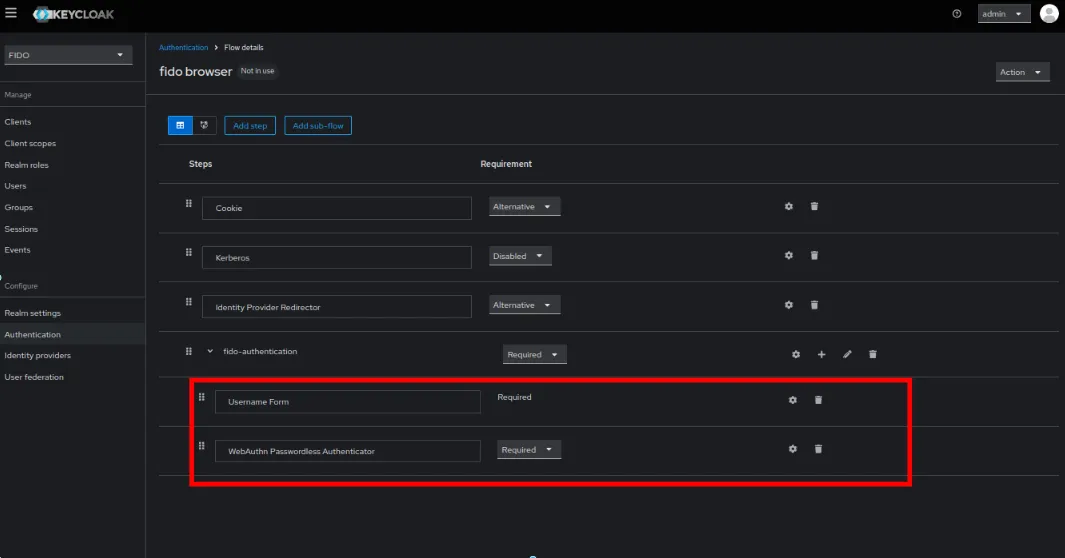 KEYCLOAK
admin
FIDO
Authentication > Flow details
fido browser Not in use
Action
Manage
Clients
Client scopes
Realm roles
Users
Groups
Sessions
Events
Configure
Realm settings
Authentication
Identity providers
User federation
Add step Add sub-flow
Steps Requirement
Cookie Alternative
Kerberos Disabled
Identity Provider Redirector Alternative
fido-authentication Required
Username Form Required
WebAuthn Passwordless Authenticator Required